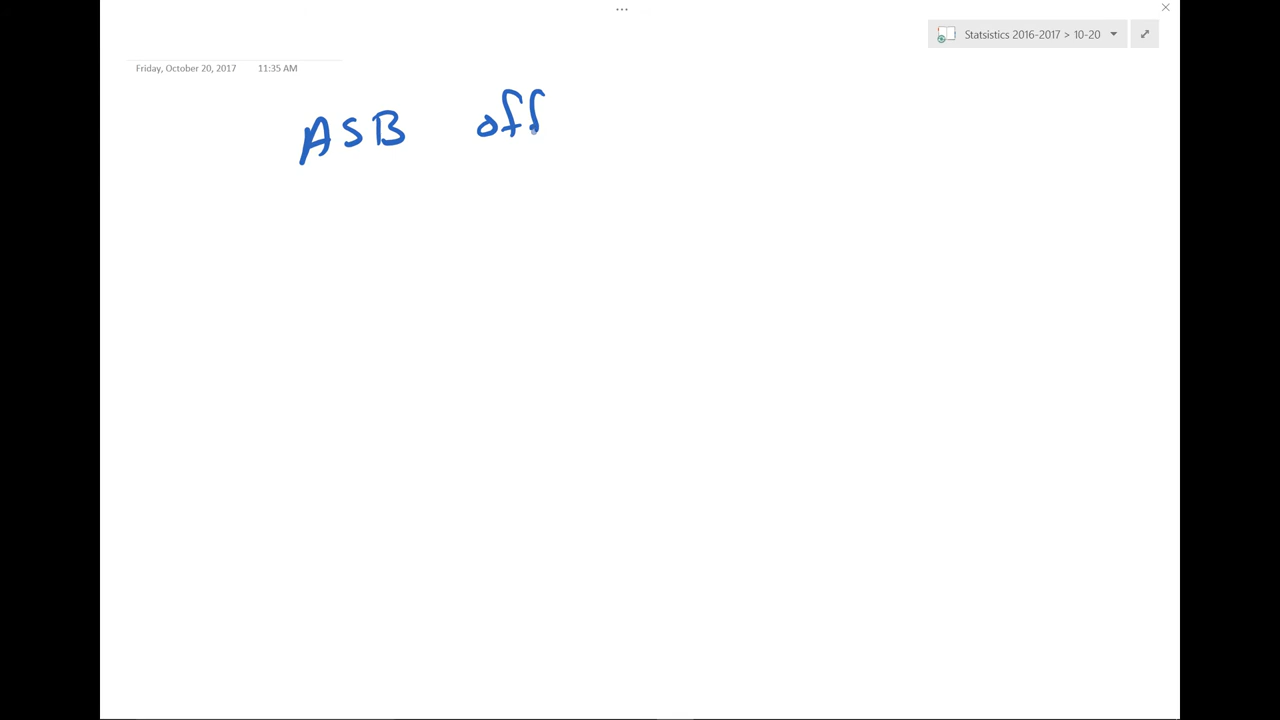 ...
Statsistics 2016-2017 > 10-20
Friday, October 20, 2017 11:35 AM
ASB off